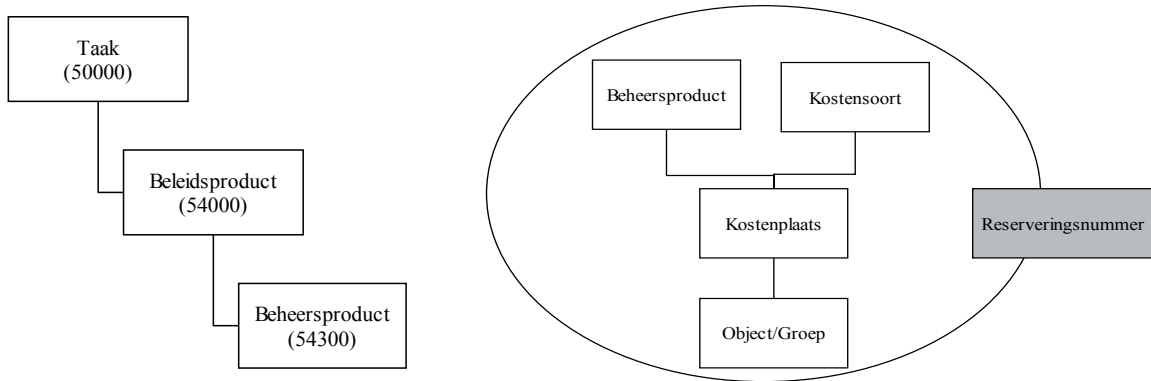 Taak
(50000)
Beleidsproduct
(54000)
Beheersproduct
(54300)
Beheersproduct
Kostensoort
Kostenplaats
Reserveringsnummer
Object/Groep